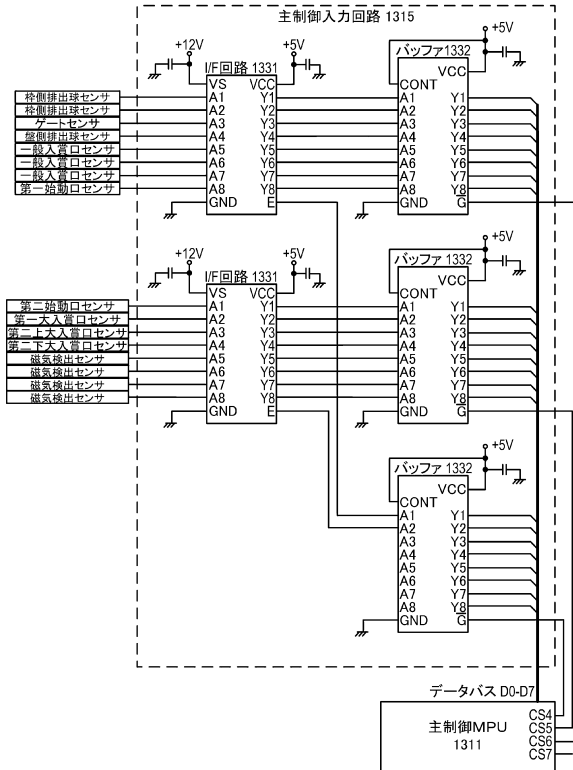 主制御入力回路 1315
+12V
+5V
I/F回路 1331
VS
VCC
A1
Y1
A2
Y2
A3
Y3
A4
Y4
A5
Y5
A6
Y6
A7
Y7
A8
Y8
GND
E
枠側排出球センサ
枠側排出球センサ
ゲートセンサ
盤側排出球センサ
一般入賞口センサ
一般入賞口センサ
一般入賞口センサ
第一始動口センサ
+5V
バッファ 1332
VCC
CONT
A1
Y1
A2
Y2
A3
Y3
A4
Y4
A5
Y5
A6
Y6
A7
Y7
A8
Y8
GND
G
+12V
+5V
I/F回路 1331
VS
VCC
A1
Y1
A2
Y2
A3
Y3
A4
Y4
A5
Y5
A6
Y6
A7
Y7
A8
Y8
GND
E
第二始動口センサ
第一大入賞口センサ
第二上大入賞口センサ
第二下大入賞口センサ
磁気検出センサ
磁気検出センサ
磁気検出センサ
磁気検出センサ
+5V
バッファ 1332
VCC
CONT
A1
Y1
A2
Y2
A3
Y3
A4
Y4
A5
Y5
A6
Y6
A7
Y7
A8
Y8
GND
G
+5V
バッファ 1332
VCC
CONT
A1
Y1
A2
Y2
A3
Y3
A4
Y4
A5
Y5
A6
Y6
A7
Y7
A8
Y8
GND
G
データバス D0-D7
主制御MPU
1311
CS4
CS5
CS6
CS7